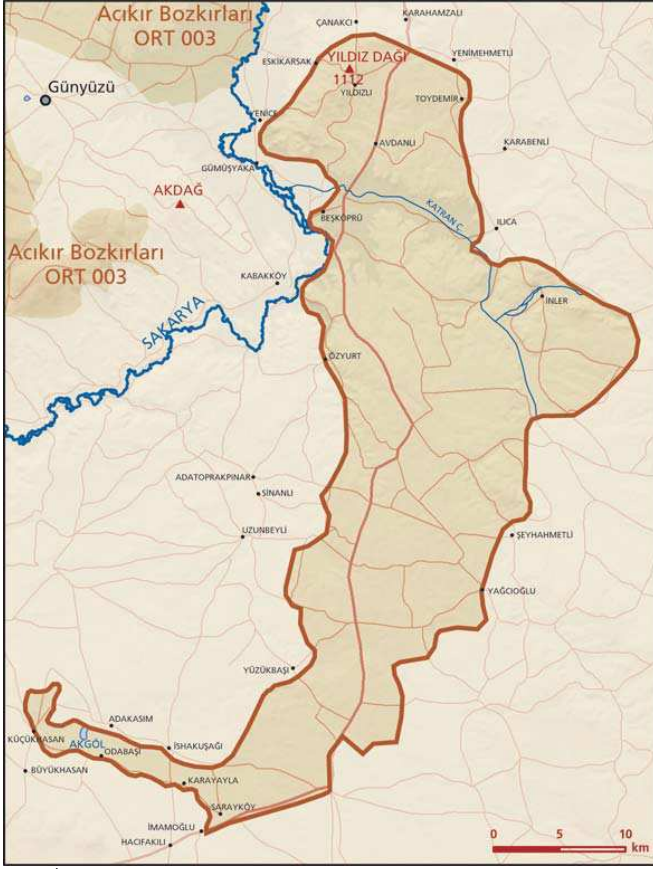 Acıkır Bozkırları
ORT 003
KARAHAMZALI
ÇANAKCI
ESKİKARSAK
YILDIZ DAĞI
1112
YILDIZLI
YENİMEHMETLİ
TOYDEMİR
Günyüzü
YENİCE
AVDANLI
KARABENLİ
GÜMÜŞYAKA
AKDAĞ
BEŞKÖPRÜ
KATRAN Ç.
ILICA
Acıkır Bozkırları
ORT 003
KABAKKÖY
İNLER
SAKARYA
ÖZYURT
ADATOPRAKPINAR
SİNANLI
UZUNBEYLİ
ŞEYHAHMETLİ
YAĞCIOĞLU
YÜZÜKBAŞI
ADAKASIM
KÜÇÜKHASAN
AKGÖL
İSHAKUŞAĞI
ODABAŞI
BÜYÜKHASAN
KARAYAYLA
SARAYKÖY
İMAMOĞLU
HACIFAKILI
0 5 10
km